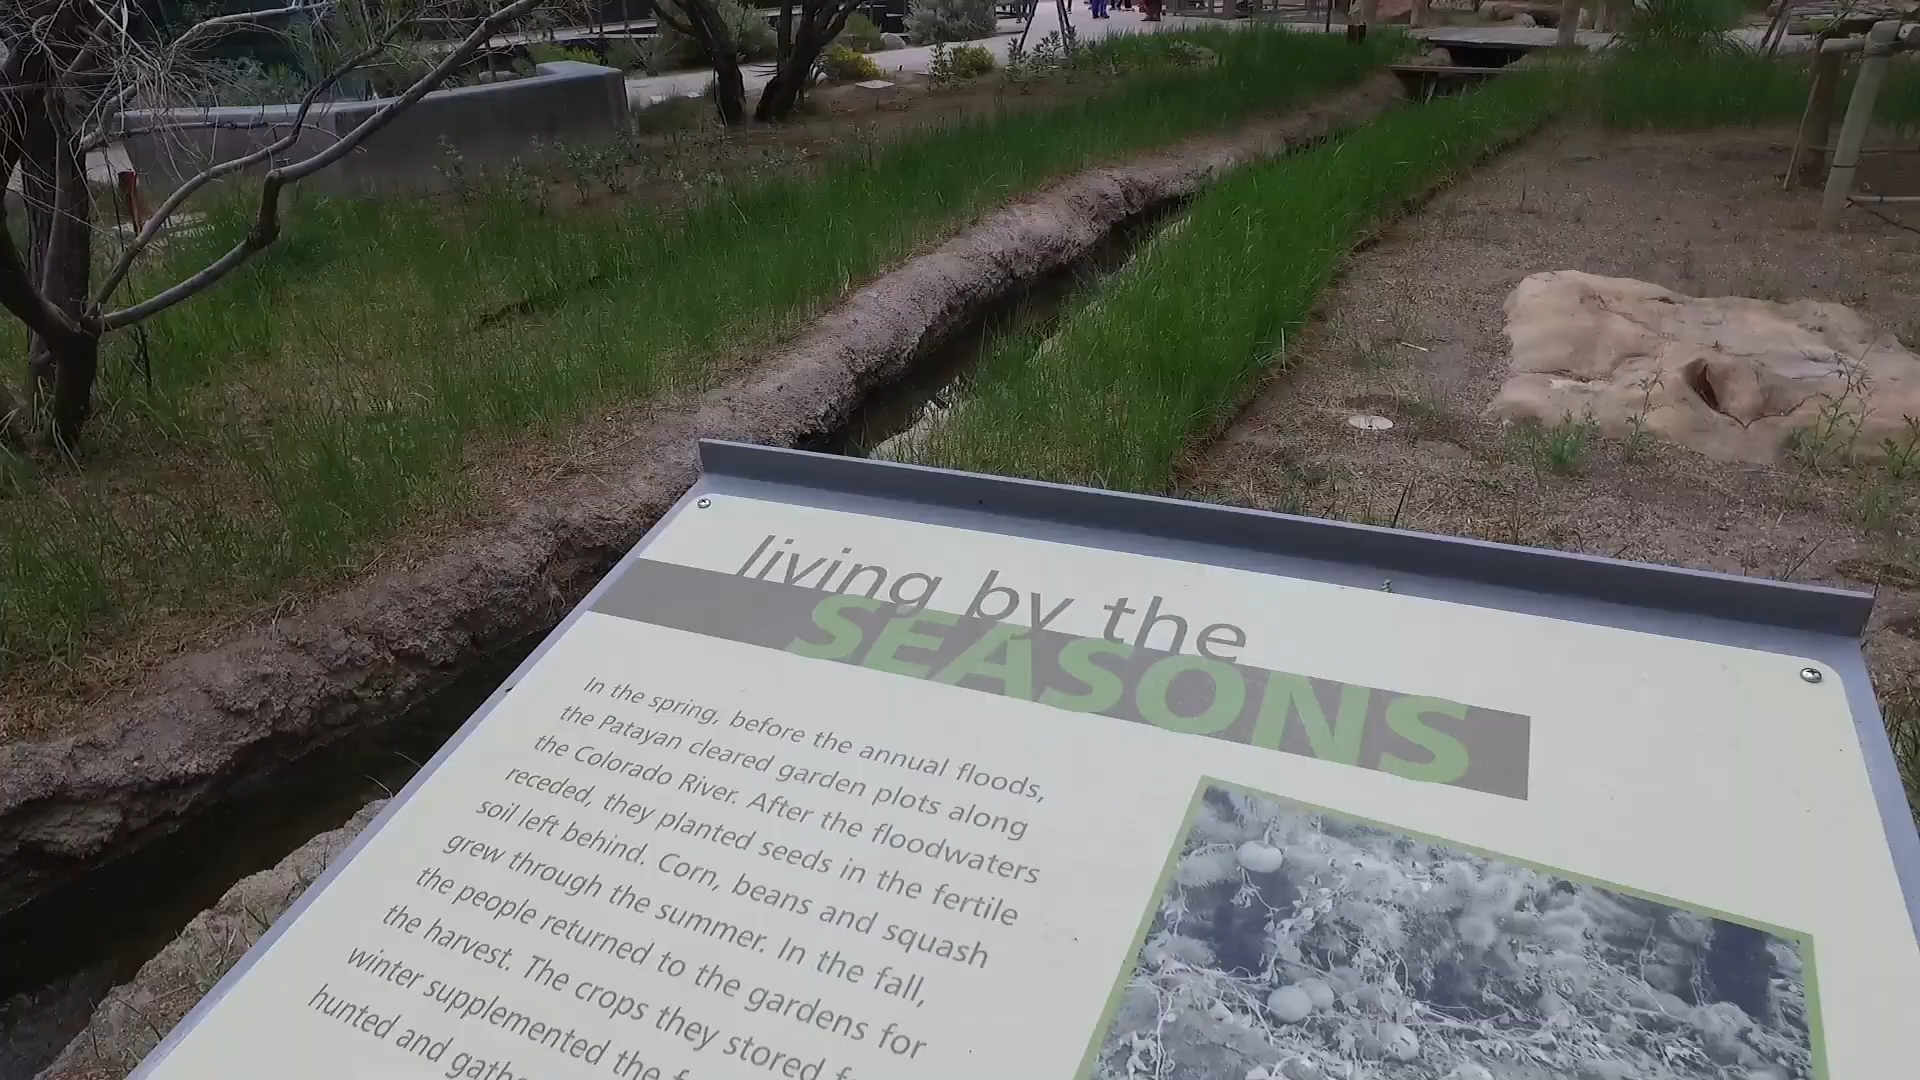 living by the
SEASONS
In the spring, before the annual floods,
the Patayan cleared garden plots along
the Colorado River. After the floodwaters
receded, they planted seeds in the fertile
soil left behind. Corn, beans and squash
grew through the summer. In the fall,
the people returned to the gardens for
the harvest. The crops they stored
winter supplemented the
hunted and